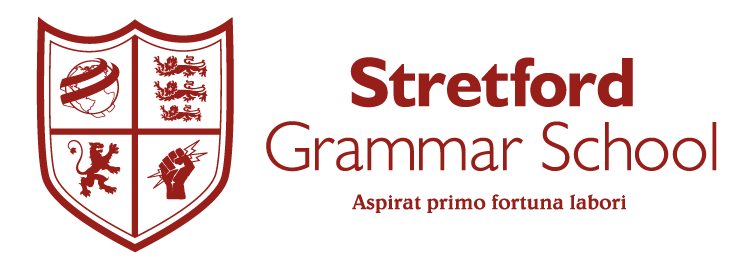 Stretford
Grammar School
Aspirat primo fortuna labori